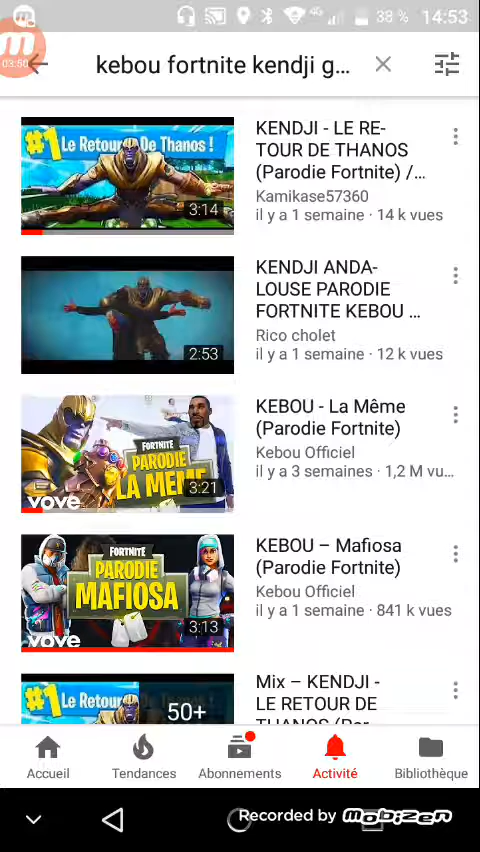 4G 38 % 14:53
03:50
kebou fortnite kendji g...
#1 Le Retour De Thanos !
3:14
KENDJI - LE RE-
TOUR DE THANOS
(Parodie Fortnite) /...
Kamikase57360
il y a 1 semaine · 14 k vues
2:53
KENDJI ANDA-
LOUSE PARODIE
FORTNITE KEBOU ...
Rico cholet
il y a 1 semaine · 12 k vues
FORTNITE
PARODIE
LA MEME
vove
3:21
KEBOU - La Même
(Parodie Fortnite)
Kebou Officiel
il y a 3 semaines · 1,2 M vu...
FORTNITE
PARODIE
MAFIOSA
vove
3:13
KEBOU – Mafiosa
(Parodie Fortnite)
Kebou Officiel
il y a 1 semaine · 841 k vues
#1 Le Retour
50+
Mix – KENDJI -
LE RETOUR DE
THANOS (Par
Accueil
Tendances
Abonnements
Activité
Bibliothèque
Recorded by Mobizen